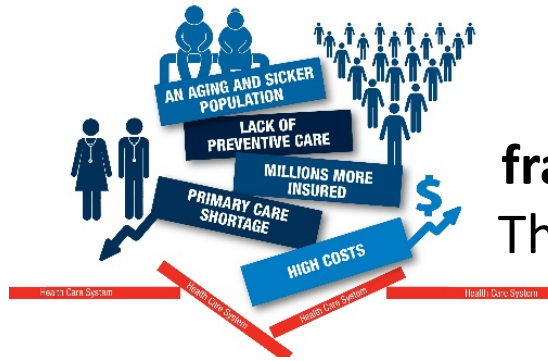 AN AGING AND SICKER
POPULATION
LACK OF
PREVENTIVE CARE
MILLIONS MORE
INSURED
PRIMARY CARE
SHORTAGE
$
HIGH COSTS
fra
Th
Health Care System
Health Care System
Health Care System
Health Care System